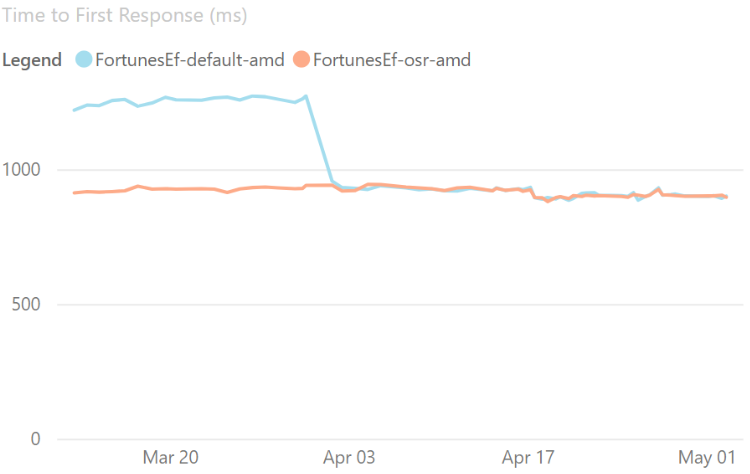 Time to First Response (ms)
Legend FortunesEf-default-amd FortunesEf-osr-amd
1000
500
0
Mar 20 Apr 03 Apr 17 May 01